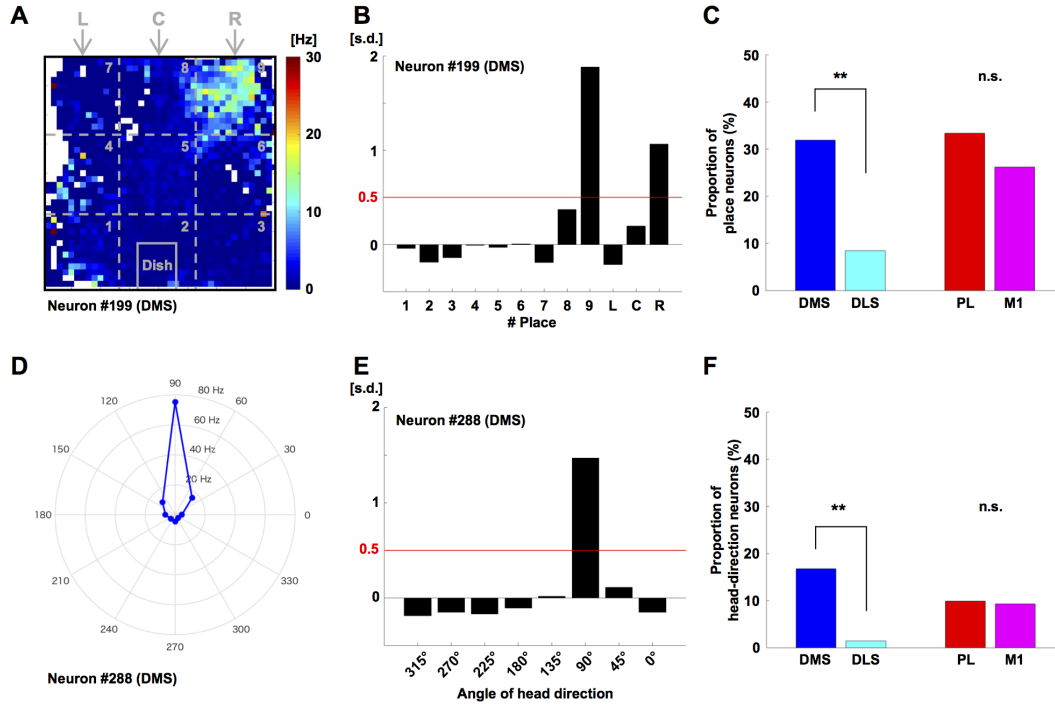 A
L C R
[Hz]
7 8 9
4 5 6
1 2 3
Dish
30
20
10
0
Neuron #199 (DMS)
B
[s.d.]
Neuron #199 (DMS)
2
1
0.5
0
1 2 3 4 5 6 7 8 9 L C R
# Place
C
Proportion of
place neurons (%)
50
40
30
20
10
0
**
n.s.
DMS DLS PL M1
D
90
120 60
150 30
180 0
210 330
240 300
270
80 Hz
60 Hz
40 Hz
20 Hz
Neuron #288 (DMS)
E
[s.d.]
Neuron #288 (DMS)
2
1
0.5
0
315° 270° 225° 180° 135° 90° 45° 0°
Angle of head direction
F
Proportion of
head-direction neurons (%)
50
40
30
20
10
0
**
n.s.
DMS DLS PL M1